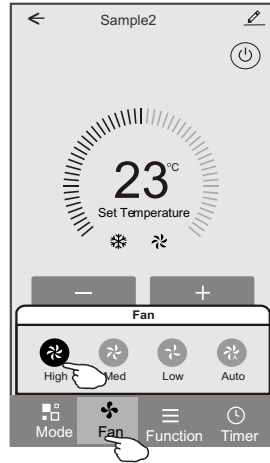 Sample2
23°C
Set Temperature
Fan
High Med Low Auto
Mode Fan Function Timer